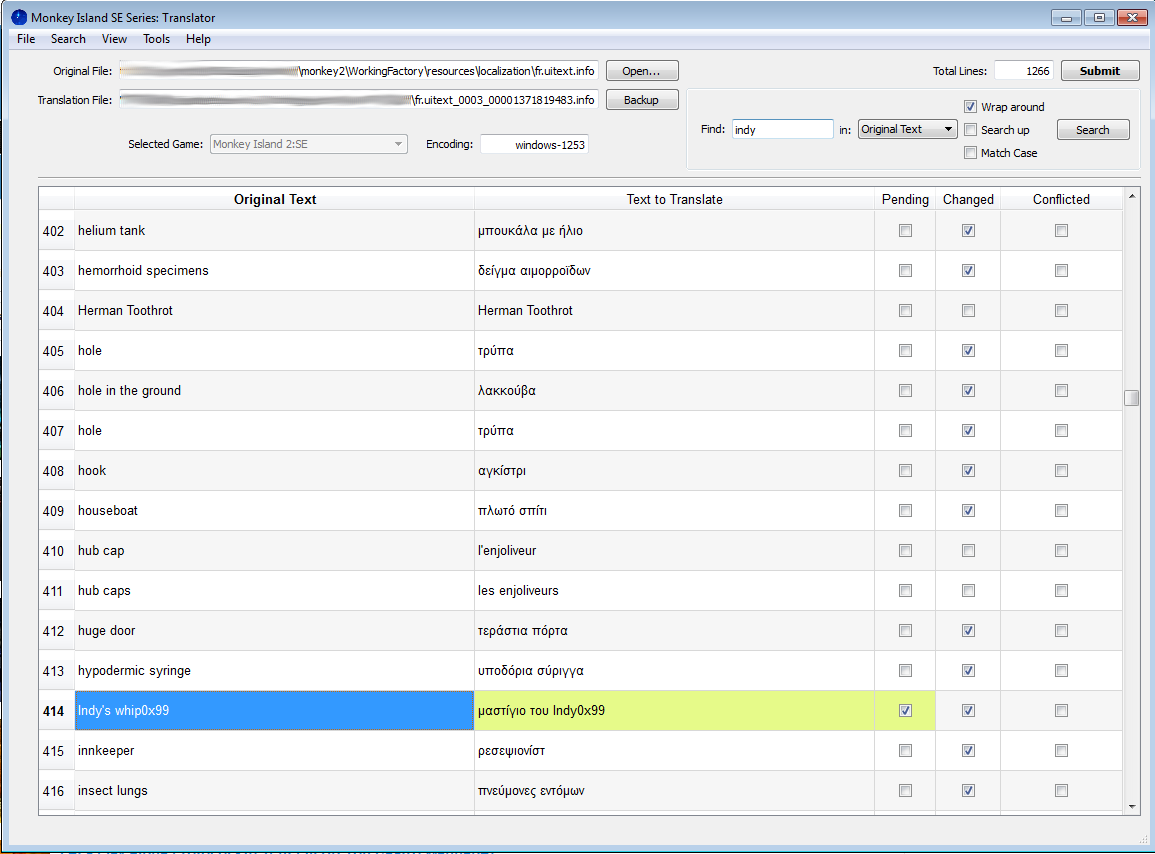 Monkey Island SE Series: Translator
File Search View Tools Help
Original File: \monkey2\WorkingFactory\resources\localization\fr.uitext.info Open... Total Lines: 1266 Submit
Translation File: \fr.uitext_0003_00001371819483.info Backup
Wrap around
Find: indy in: Original Text Search up Search
Selected Game: Monkey Island 2:SE Encoding: windows-1253
Match Case
Original Text Text to Translate Pending Changed Conflicted
402 helium tank μπουκάλα με ήλιο
403 hemorrhoid specimens δείγμα αιμορροϊδων
404 Herman Toothrot Herman Toothrot
405 hole τρύπα
406 hole in the ground λακκούβα
407 hole τρύπα
408 hook αγκίστρι
409 houseboat πλωτό σπίτι
410 hub cap l'enjoliveur
411 hub caps les enjoliveurs
412 huge door τεράστια πόρτα
413 hypodermic syringe υποδόρια σύριγγα
414 Indy's whip0x99 μαστίγιο του Indy0x99
415 innkeeper ρεσεψιονίστ
416 insect lungs πνεύμονες εντόμων